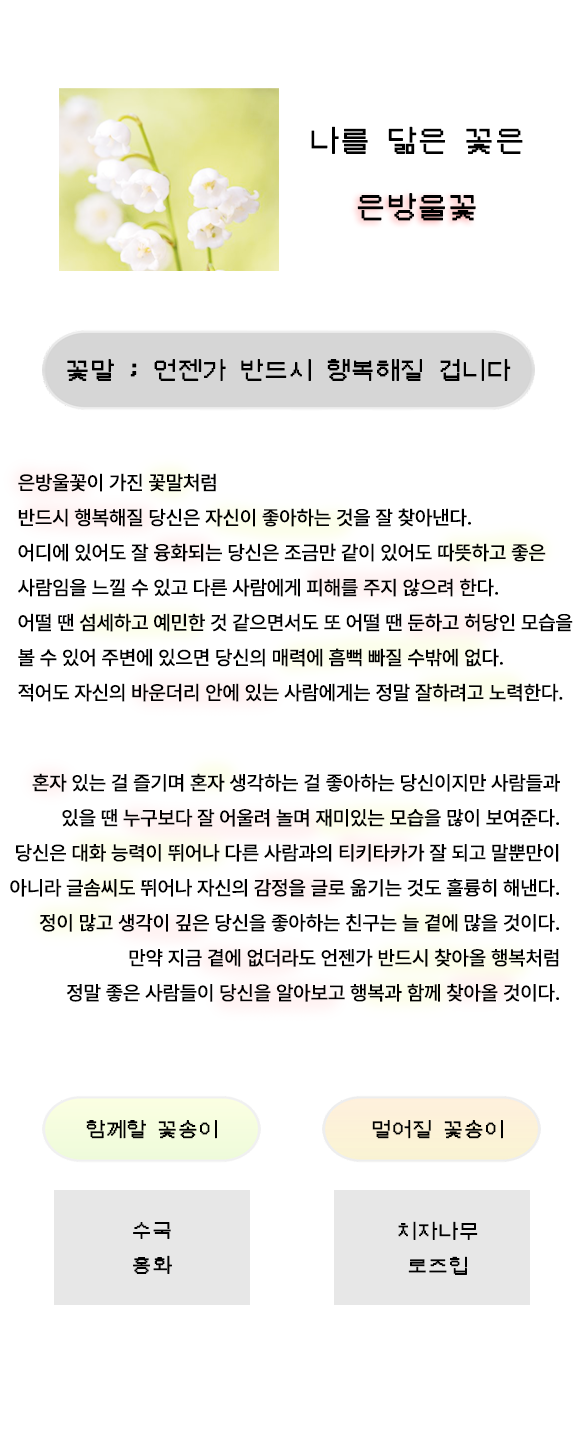 나를 닮은 꽃은
은방울꽃
꽃말 ; 언젠가 반드시 행복해질 겁니다
은방울꽃이 가진 꽃말처럼
반드시 행복해질 당신은 자신이 좋아하는 것을 잘 찾아낸다.
어디에 있어도 잘 융화되는 당신은 조금만 같이 있어도 따뜻하고 좋은
사람임을 느낄 수 있고 다른 사람에게 피해를 주지 않으려 한다.
어떨 땐 섬세하고 예민한 것 같으면서도 또 어떨 땐 둔하고 허당인 모습을
볼 수 있어 주변에 있으면 당신의 매력에 흠뻑 빠질 수밖에 없다.
적어도 자신의 바운더리 안에 있는 사람에게는 정말 잘하려고 노력한다.
혼자 있는 걸 즐기며 혼자 생각하는 걸 좋아하는 당신이지만 사람들과
있을 땐 누구보다 잘 어울려 놀며 재미있는 모습을 많이 보여준다.
당신은 대화 능력이 뛰어나 다른 사람과의 티키타카가 잘 되고 말뿐만이
아니라 글솜씨도 뛰어나 자신의 감정을 글로 옮기는 것도 훌륭히 해낸다.
정이 많고 생각이 깊은 당신을 좋아하는 친구는 늘 곁에 많을 것이다.
만약 지금 곁에 없더라도 언젠가 반드시 찾아올 행복처럼
정말 좋은 사람들이 당신을 알아보고 행복과 함께 찾아올 것이다.
함께할 꽃송이
수국
홍화
멀어질 꽃송이
치자나무
로즈힙